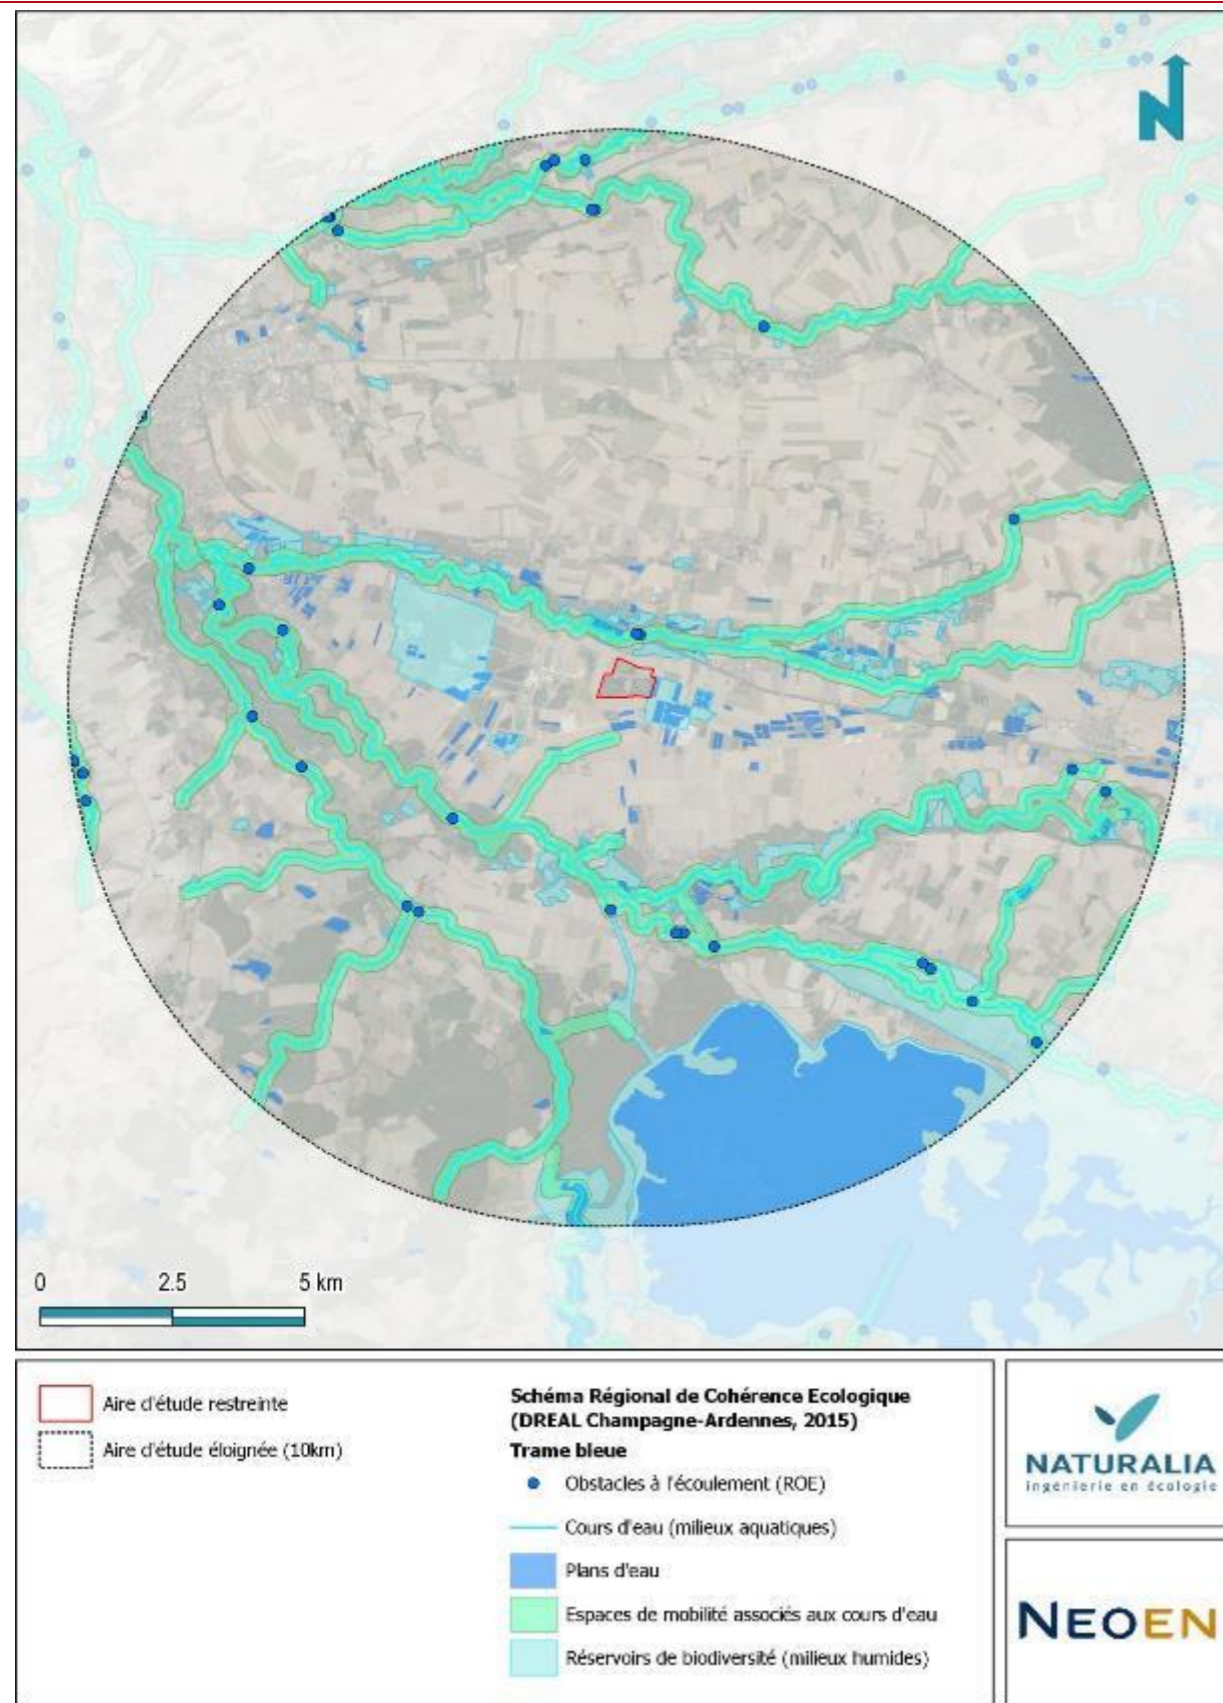 N
0 2.5 5 km
Aire d'étude restreinte
Aire d'étude éloignée (10km)
Schéma Régional de Cohérence Ecologique
(DREAL Champagne-Ardennes, 2015)
Trame bleue
Obstacles à l'écoulement (ROE)
Cours d'eau (milieux aquatiques)
Plans d'eau
Espaces de mobilité associés aux cours d'eau
Réservoirs de biodiversité (milieux humides)
NATURALIA
ingénierie en écologie
NEOEN